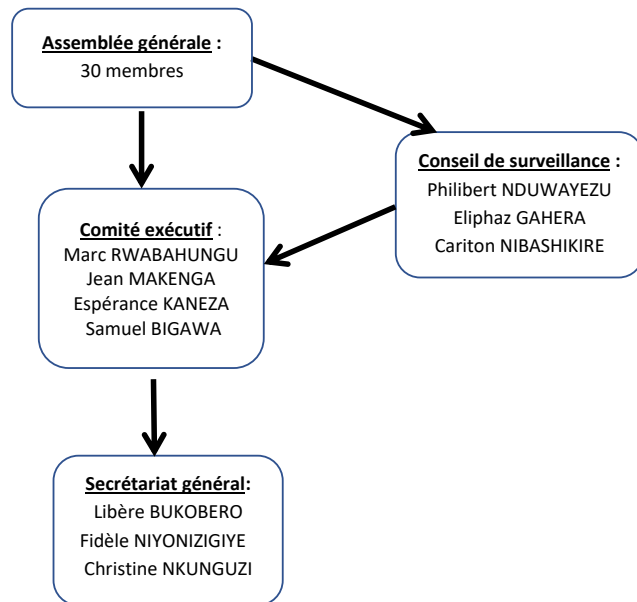 Assemblée générale :
30 membres
Conseil de surveillance :
Philibert NDUWAYEZU
Eliphaz GAHERA
Cariton NIBASHIKIRE
Comité exécutif :
Marc RWABAHUNGU
Jean MAKENGA
Espérance KANEZA
Samuel BIGAWA
Secrétariat général:
Libère BUKOBERO
Fidèle NIYONIZIGIYE
Christine NKUNGUZI